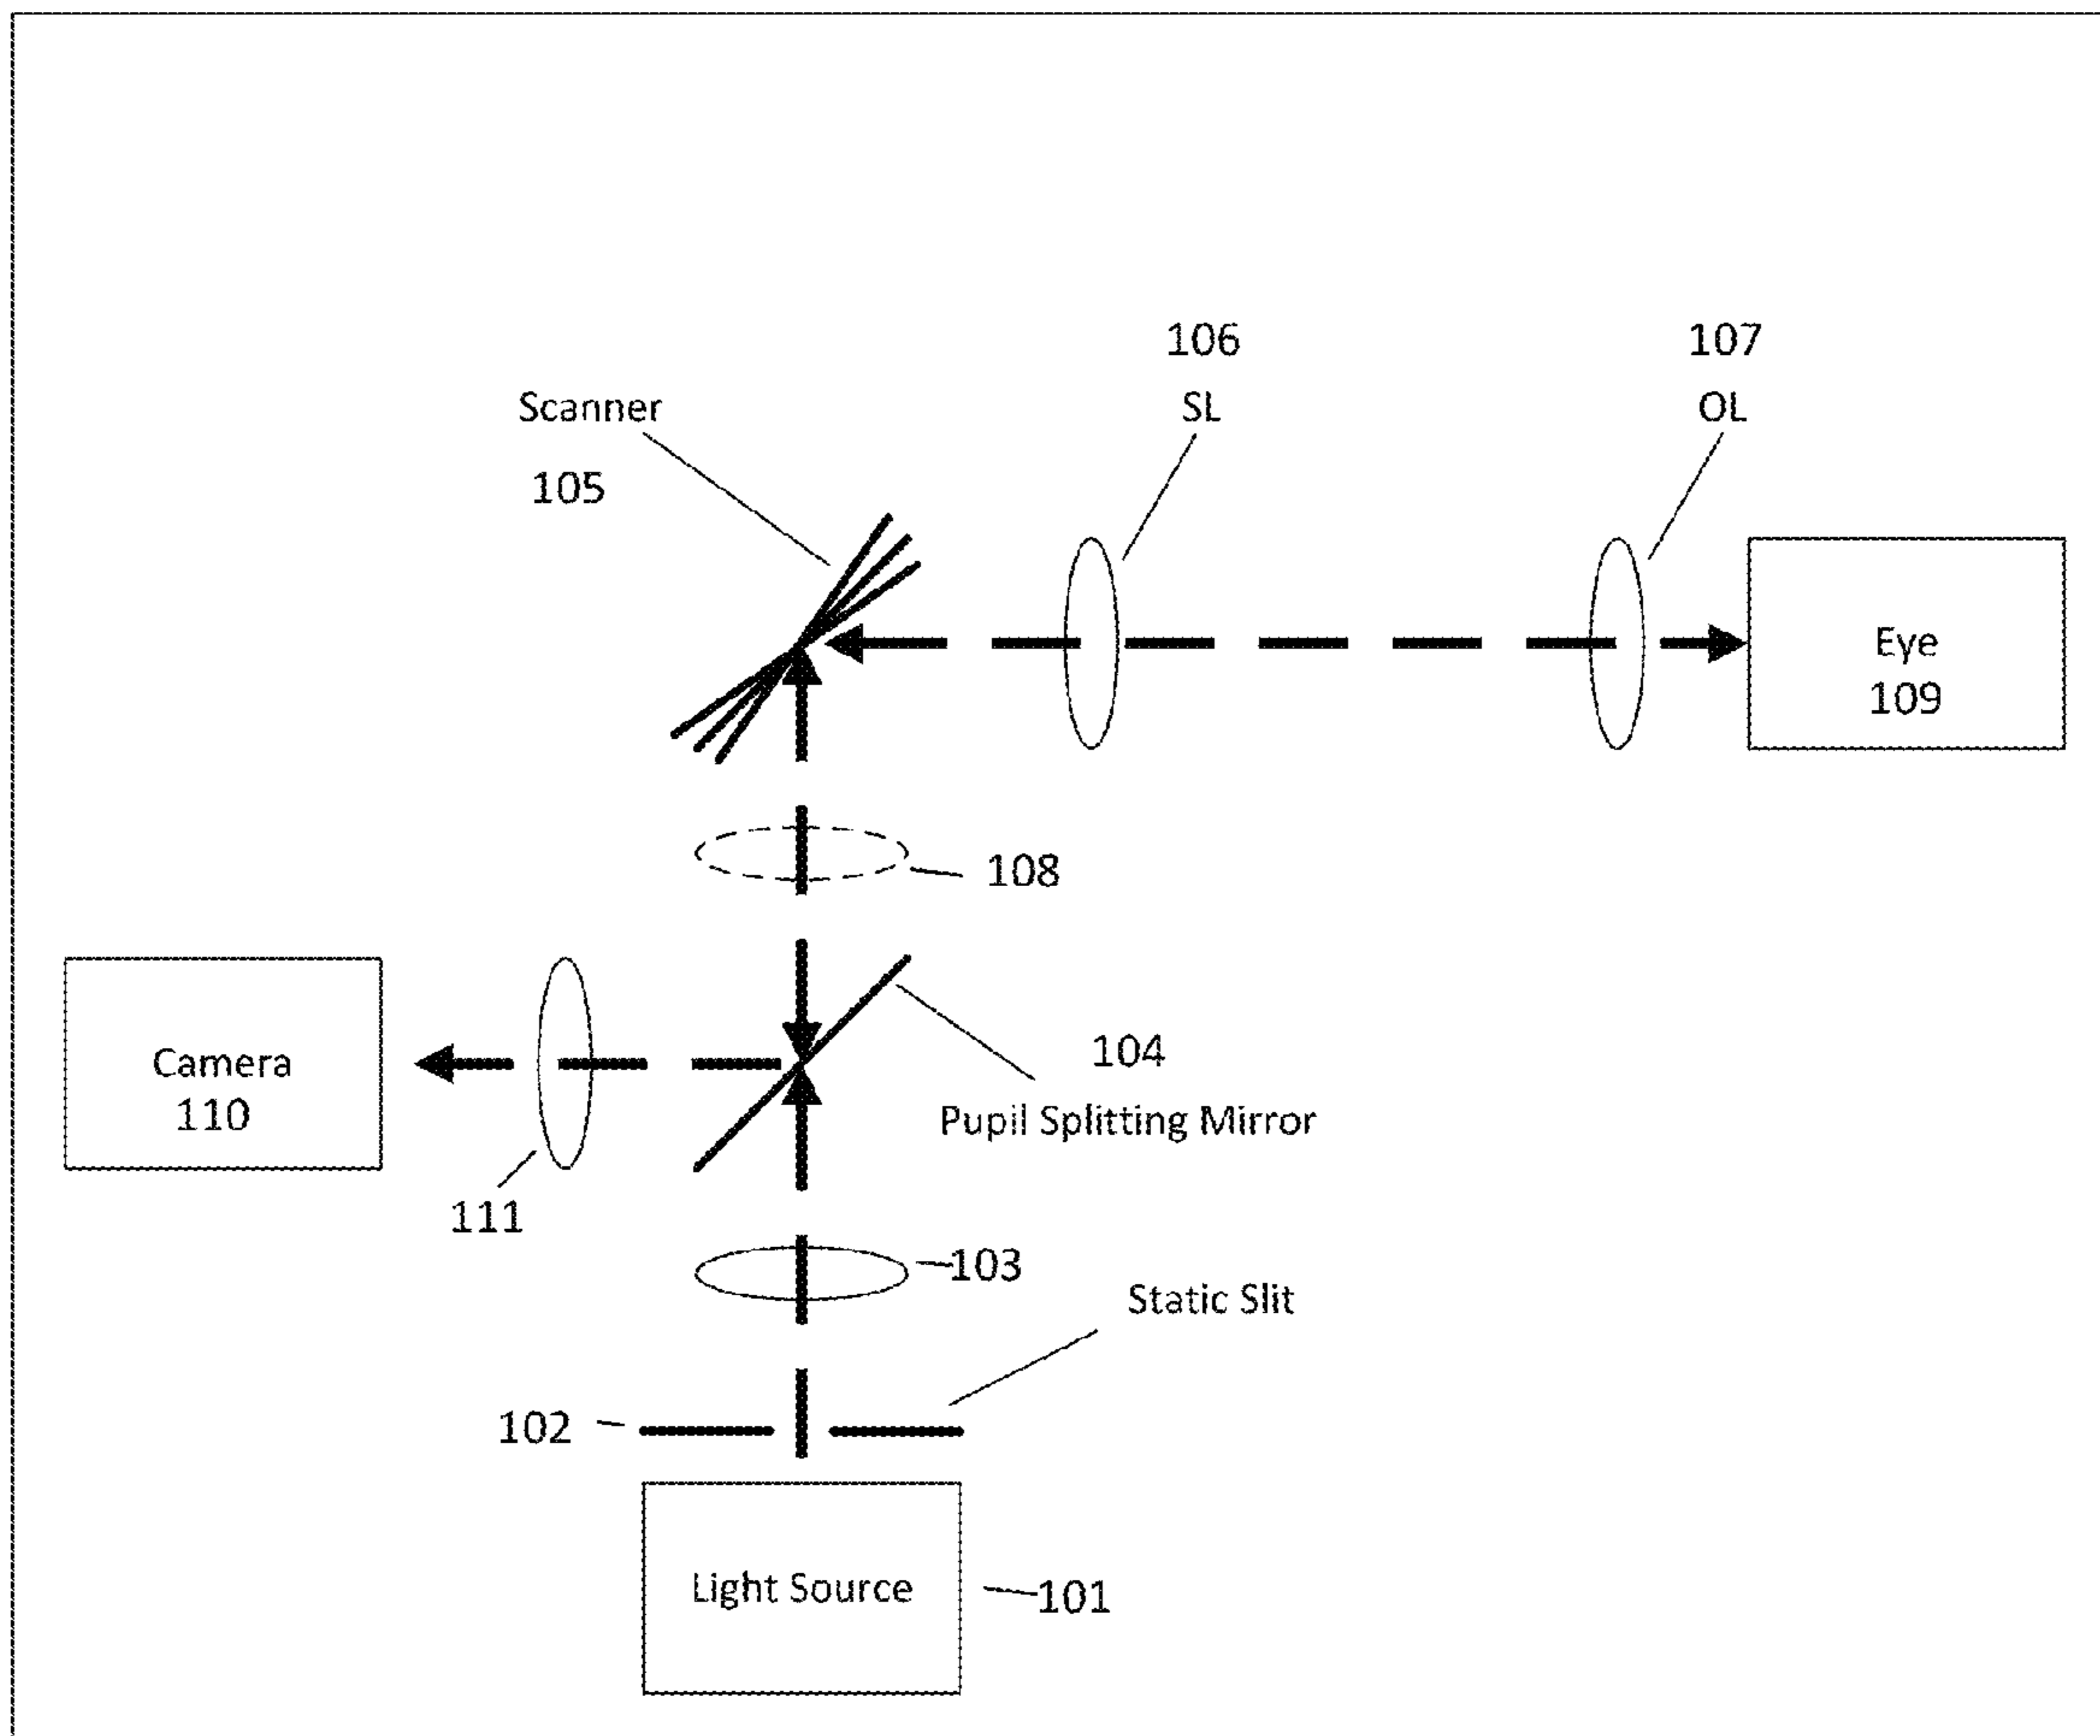 106
107
Scanner
SL
OL
105
Eye
109
108
Camera
110
104
Pupil Splitting Mirror
111
103
Static Slit
102
Light Source
101